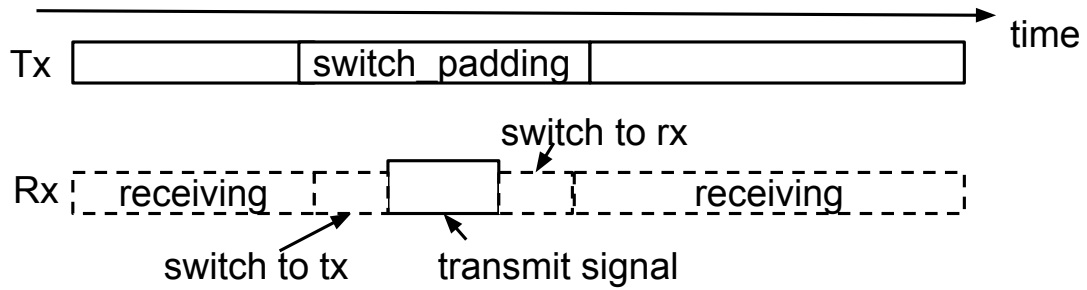 time
Tx
switch_padding
switch to rx
Rx
receiving
receiving
switch to tx
transmit signal